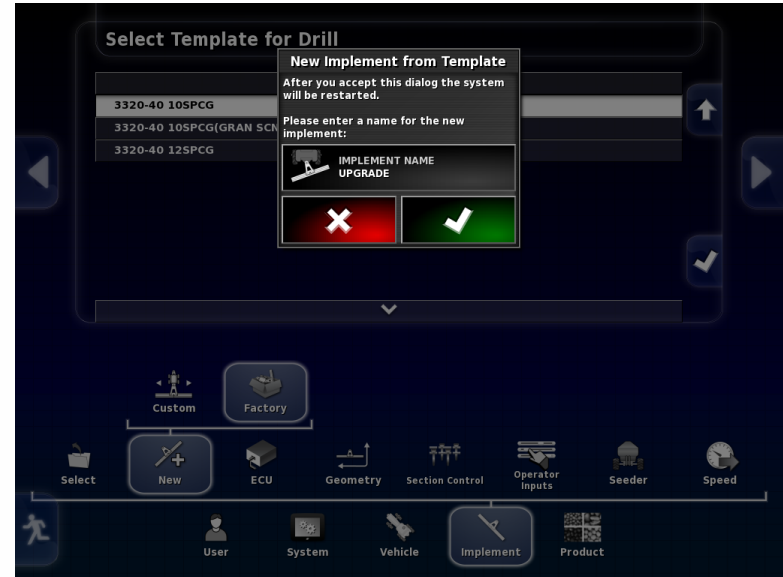 Select Template for Drill
New Implement from Template
After you accept this dialog the system
will be restarted.
Please enter a name for the new
implement:
IMPLEMENT NAME
UPGRADE
3320-40 10SPCG
3320-40 10SPCG(GRAN SCN
3320-40 12SPCG
Custom
Factory
Select
New
ECU
Geometry
Section Control
Operator
Inputs
Seeder
Speed
User
System
Vehicle
Implement
Product